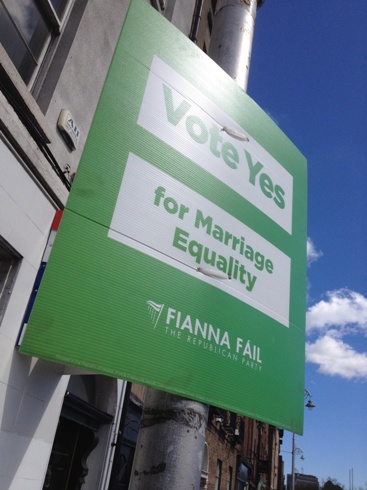 Vote Yes
for Marriage
Equality
FIANNA FÁIL
THE REPUBLICAN PARTY